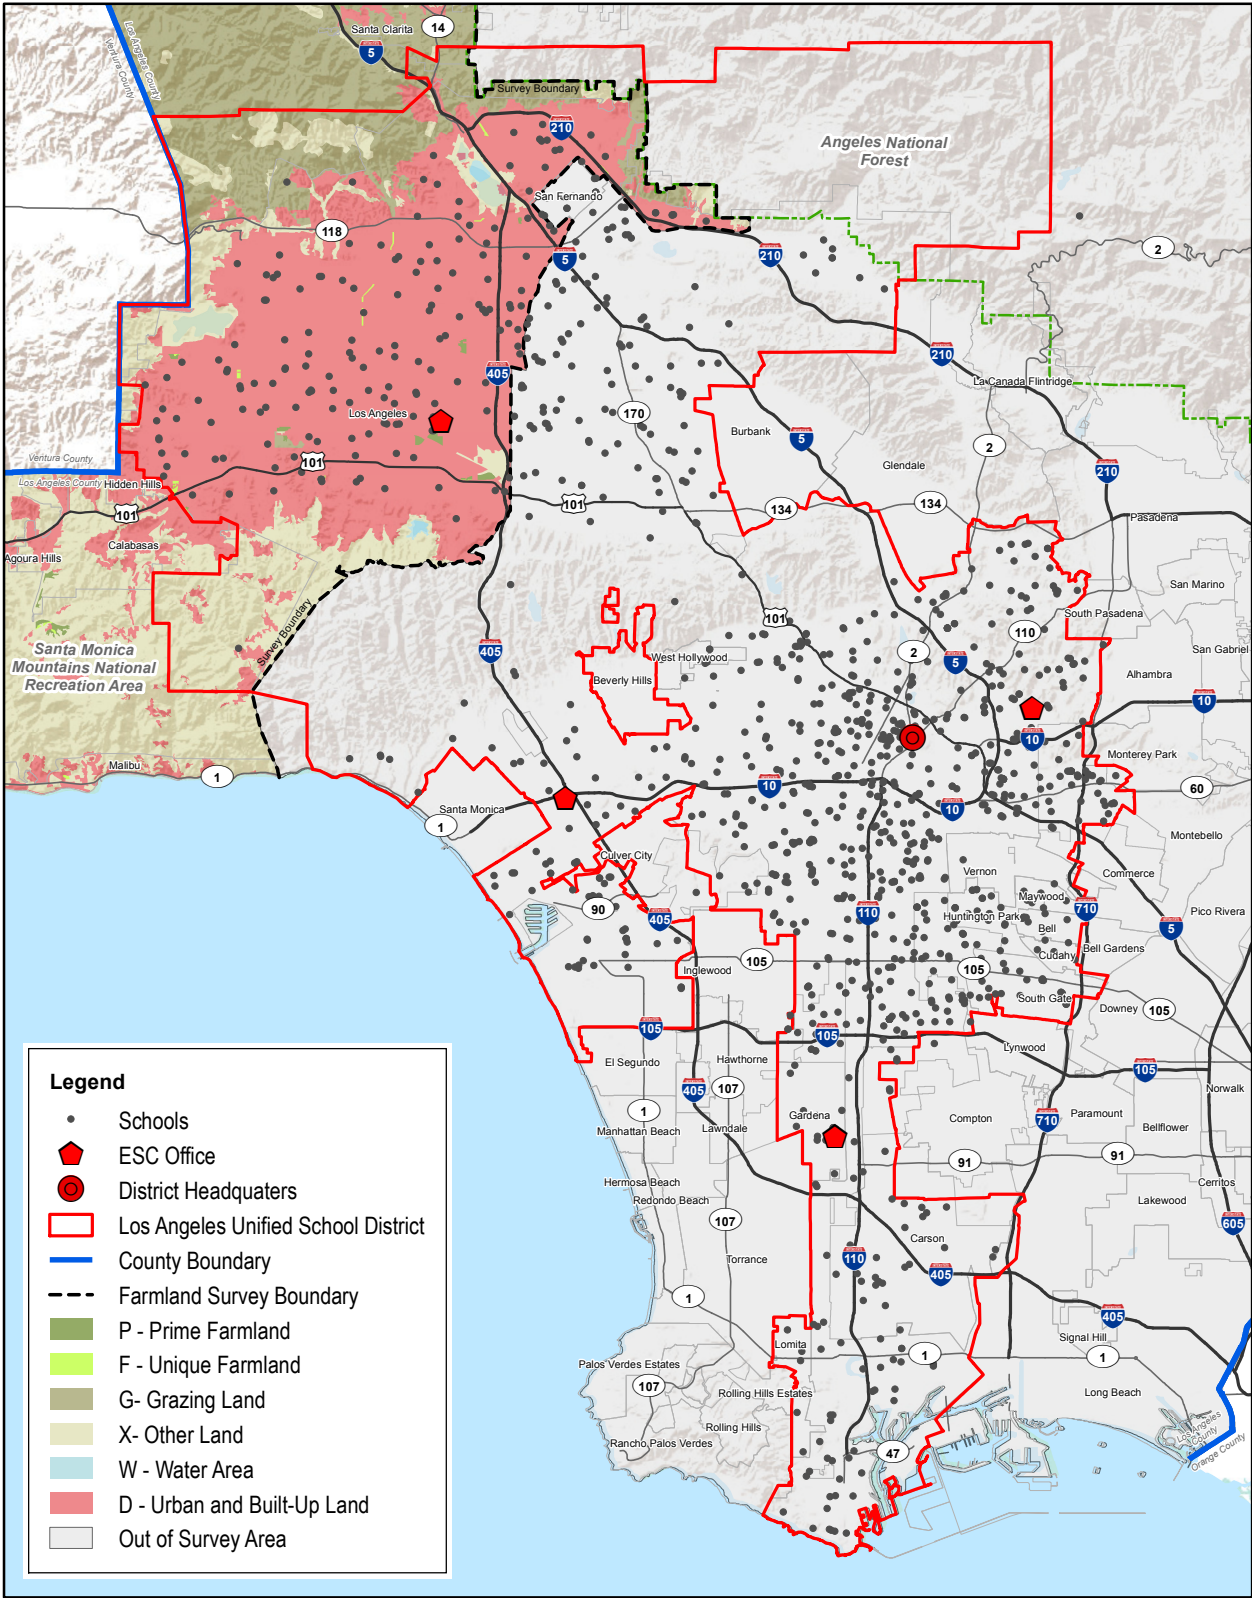 Santa Clarita
14
5
Los Angeles County
Ventura County
Survey Boundary
210
Angeles National
Forest
San Fernando
118
5
210
2
210
405
La Canada Flintridge
Los Angeles
170
Burbank
5
2
Glendale
Ventura County
Los Angeles County
Hidden Hills
101
101
210
101
134
134
Pasadena
Calabasas
Agoura Hills
San Marino
Survey Boundary
South Pasadena
101
110
405
2
5
San Gabriel
Santa Monica
Mountains National
Recreation Area
West Hollywood
Beverly Hills
Alhambra
10
10
Monterey Park
Malibu
1
10
60
Santa Monica
1
10
Montebello
Culver City
Vernon
Commerce
Maywood
90
405
110
Huntington Park
710
Pico Rivera
Bell
5
Bell Gardens
Cudahy
105
105
Inglewood
South Gate
Downey
105
105
105
Lynwood
El Segundo
Hawthorne
105
405
107
Norwalk
1
Gardena
Compton
710
Paramount
Manhattan Beach
Lawndale
Bellflower
91
91
Hermosa Beach
Cerritos
Redondo Beach
Lakewood
107
605
Carson
110
Torrance
405
1
405
Signal Hill
Lomita
1
1
Palos Verdes Estates
107
Rolling Hills Estates
Long Beach
Rolling Hills
Rancho Palos Verdes
47
Los Angeles
County
Orange County
Legend
Schools
ESC Office
District Headquaters
Los Angeles Unified School District
County Boundary
Farmland Survey Boundary
P - Prime Farmland
F - Unique Farmland
G- Grazing Land
X- Other Land
W - Water Area
D - Urban and Built-Up Land
Out of Survey Area